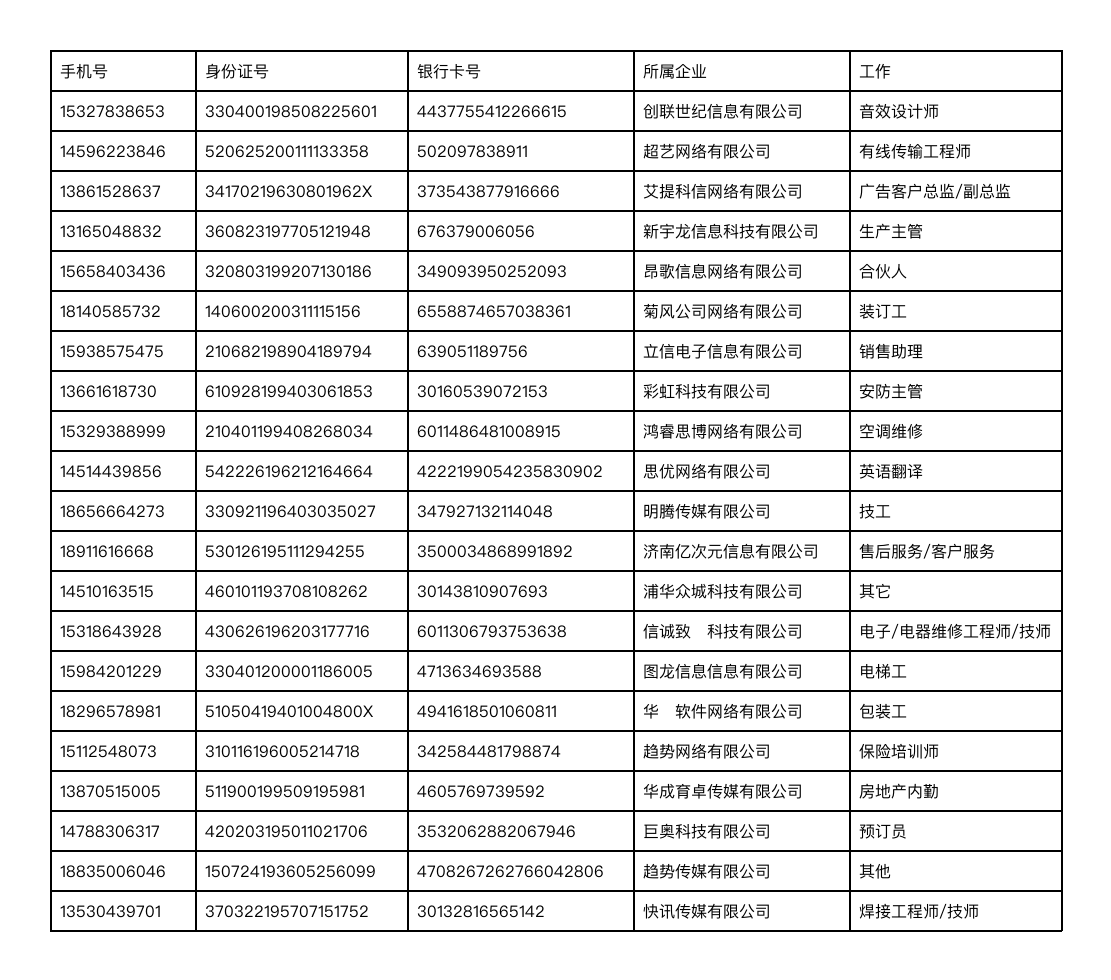 手机号 身份证号 银行卡号 所属企业 工作
15327838653 330400198508225601 4437755412266615 创联世纪信息有限公司 音效设计师
14596223846 520625200111133358 502097838911 超艺网络有限公司 有线传输工程师
13861528637 34170219630801962X 373543877916666 艾提科信网络有限公司 广告客户总监/副总监
13165048832 360823197705121948 676379006056 新宇龙信息科技有限公司 生产主管
15658403436 320803199207130186 349093950252093 昂歌信息网络有限公司 合伙人
18140585732 140600200311115156 6558874657038361 菊风公司网络有限公司 装订工
15938575475 210682198904189794 639051189756 立信电子信息有限公司 销售助理
13661618730 610928199403061853 30160539072153 彩虹科技有限公司 安防主管
15329388999 210401199408268034 6011486481008915 鸿睿思博网络有限公司 空调维修
14514439856 542226196212164664 4222199054235830902 思优网络有限公司 英语翻译
18656664273 330921196403035027 347927132114048 明腾传媒有限公司 技工
18911616668 530126195111294255 3500034868991892 济南亿次元信息有限公司 售后服务/客户服务
14510163515 460101193708108262 30143810907693 浦华众城科技有限公司 其它
15318643928 430626196203177716 6011306793753638 信诚致　科技有限公司 电子/电器维修工程师/技师
15984201229 330401200001186005 4713634693588 图龙信息信息有限公司 电梯工
18296578981 51050419401004800X 4941618501060811 华　软件网络有限公司 包装工
15112548073 310116196005214718 342584481798874 趋势网络有限公司 保险培训师
13870515005 511900199509195981 4605769739592 华成育卓传媒有限公司 房地产内勤
14788306317 420203195011021706 3532062882067946 巨奥科技有限公司 预订员
18835006046 150724193605256099 4708267262766042806 趋势传媒有限公司 其他
13530439701 370322195707151752 30132816565142 快讯传媒有限公司 焊接工程师/技师